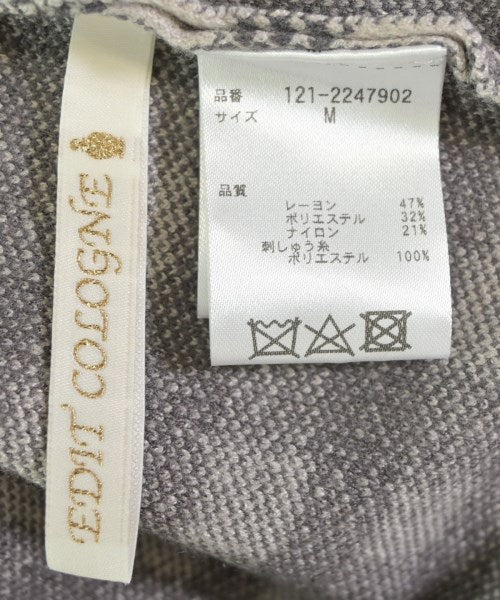 EDIT COLOGNE
品番 121-2247902
サイズ M
品質
レーヨン 47%
ポリエステル 32%
ナイロン 21%
刺しゅう糸
ポリエステル 100%